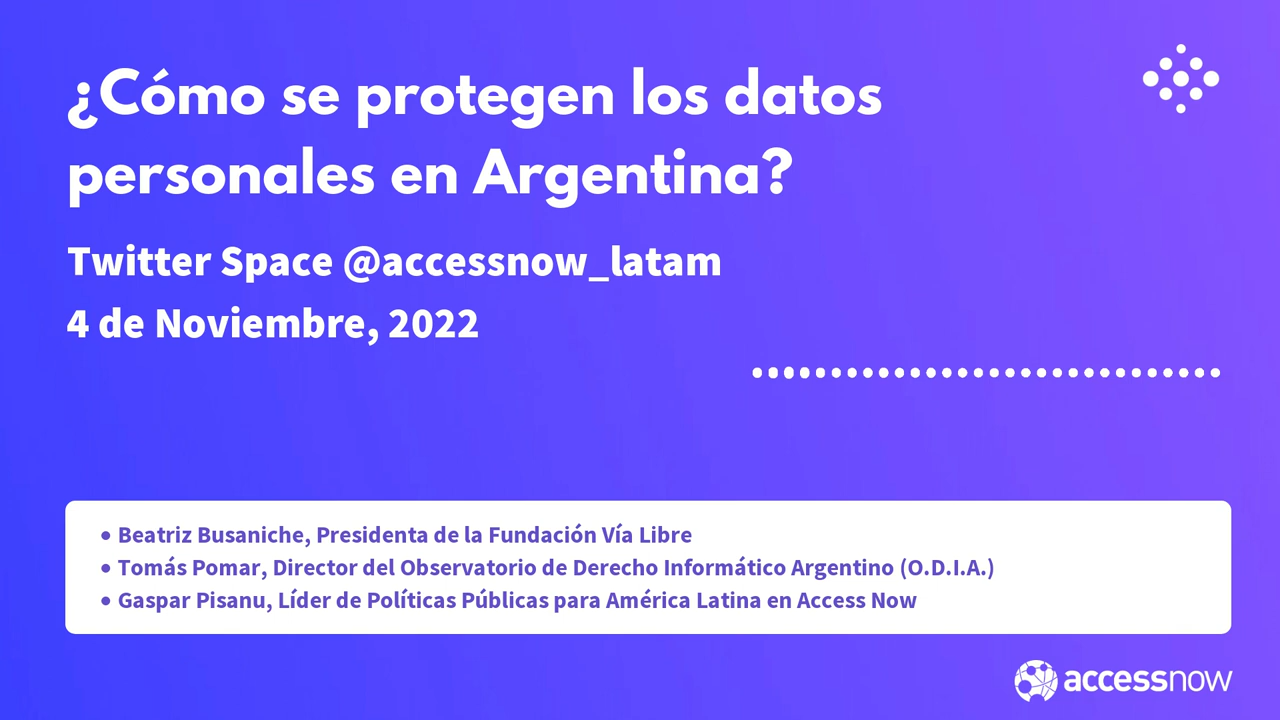 ¿Cómo se protegen los datos
personales en Argentina?
Twitter Space @accessnow_latam
4 de Noviembre, 2022
• Beatriz Busaniche, Presidenta de la Fundación Vía Libre
• Tomás Pomar, Director del Observatorio de Derecho Informático Argentino (O.D.I.A.)
• Gaspar Pisanu, Líder de Políticas Públicas para América Latina en Access Now
accessnow